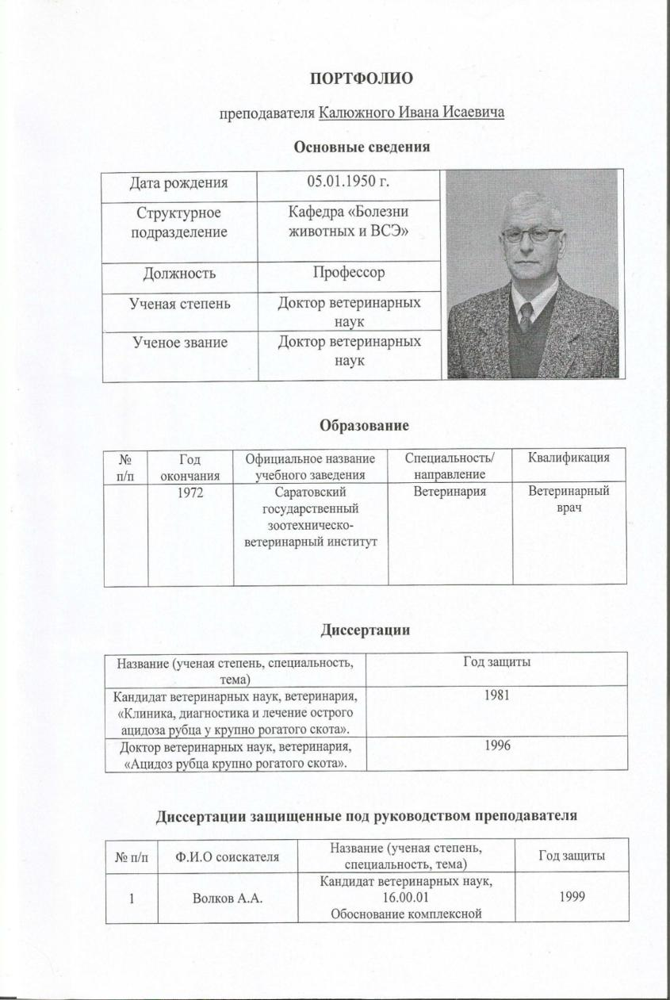 ПОРТФОЛИО
преподавателя Калюжного Ивана Исаевича
Основные сведения
Дата рождения
05.01.1950 г.
Структурное
подразделение
Кафедра «Болезни
животных и ВСЭ»
Должность
Профессор
Ученая степень
Доктор ветеринарных
наук
Ученое звание
Доктор ветеринарных
наук
Образование
№
п/п
Год
окончания
Официальное название
учебного заведения
Специальность/
направление
Квалификация
1972
Саратовский
государственный
зоотехническо-
ветеринарный институт
Ветеринария
Ветеринарный
врач
Диссертации
Название (ученая степень, специальность,
тема)
Год защиты
Кандидат ветеринарных наук, ветеринария,
«Клиника, диагностика и лечение острого
ацидоза рубца у крупно рогатого скота».
1981
Доктор ветеринарных наук, ветеринария,
«Ацидоз рубца крупно рогатого скота».
1996
Диссертации защищенные под руководством преподавателя
№ п/п
Ф.И.О соискателя
Название (ученая степень,
специальность, тема)
Год защиты
1
Волков А.А.
Кандидат ветеринарных наук,
16.00.01
Обоснование комплексной
1999